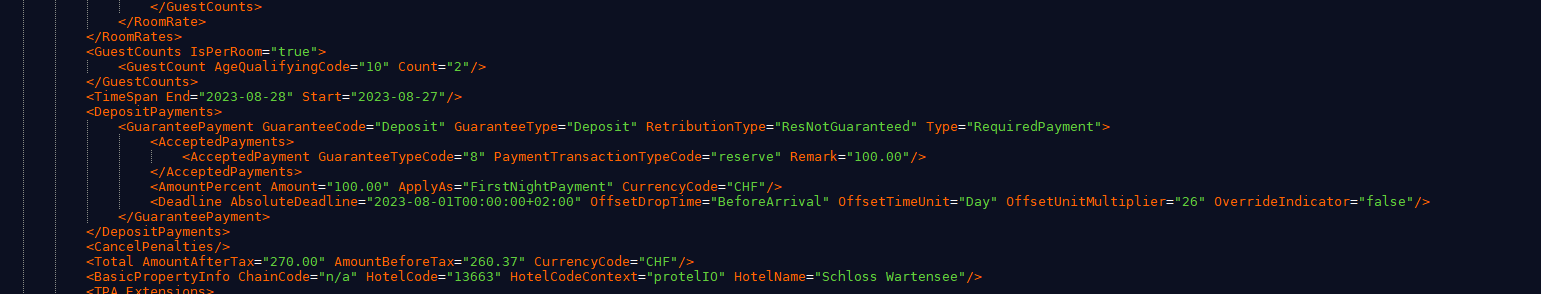 </GuestCounts>
</RoomRate>
</RoomRates>
<GuestCounts IsPerRoom="true">
<GuestCount AgeQualifyingCode="10" Count="2"/>
</GuestCounts>
<TimeSpan End="2023-08-28" Start="2023-08-27"/>
<DepositPayments>
<GuaranteePayment GuaranteeCode="Deposit" GuaranteeType="Deposit" RetributionType="ResNotGuaranteed" Type="RequiredPayment">
<AcceptedPayments>
<AcceptedPayment GuaranteeTypeCode="8" PaymentTransactionTypeCode="reserve" Remark="100.00"/>
</AcceptedPayments>
<AmountPercent Amount="100.00" ApplyAs="FirstNightPayment" CurrencyCode="CHF"/>
<Deadline AbsoluteDeadline="2023-08-01T00:00:00+02:00" OffsetDropTime="BeforeArrival" OffsetTimeUnit="Day" OffsetUnitMultiplier="26" OverrideIndicator="false"/>
</GuaranteePayment>
</DepositPayments>
<CancelPenalties/>
<Total AmountAfterTax="270.00" AmountBeforeTax="260.37" CurrencyCode="CHF"/>
<BasicPropertyInfo ChainCode="n/a" HotelCode="13663" HotelCodeContext="protelIO" HotelName="Schloss Wartensee"/>
<TPA_Extensions>